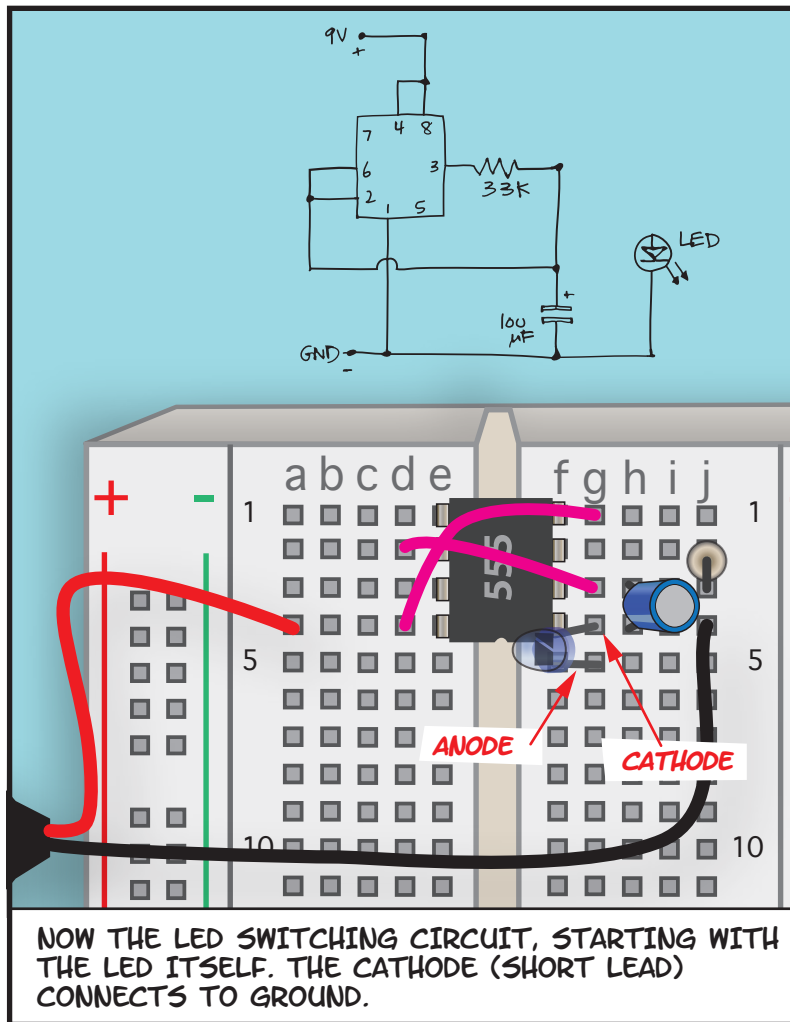 9V
+
7 4 8
6 3
2
1 5
33K
LED
+
100
µF
GND
-
a b c d e f g h i j
+ -
1 1
555
5 5
ANODE
CATHODE
10 10
NOW THE LED SWITCHING CIRCUIT, STARTING WITH
THE LED ITSELF. THE CATHODE (SHORT LEAD)
CONNECTS TO GROUND.